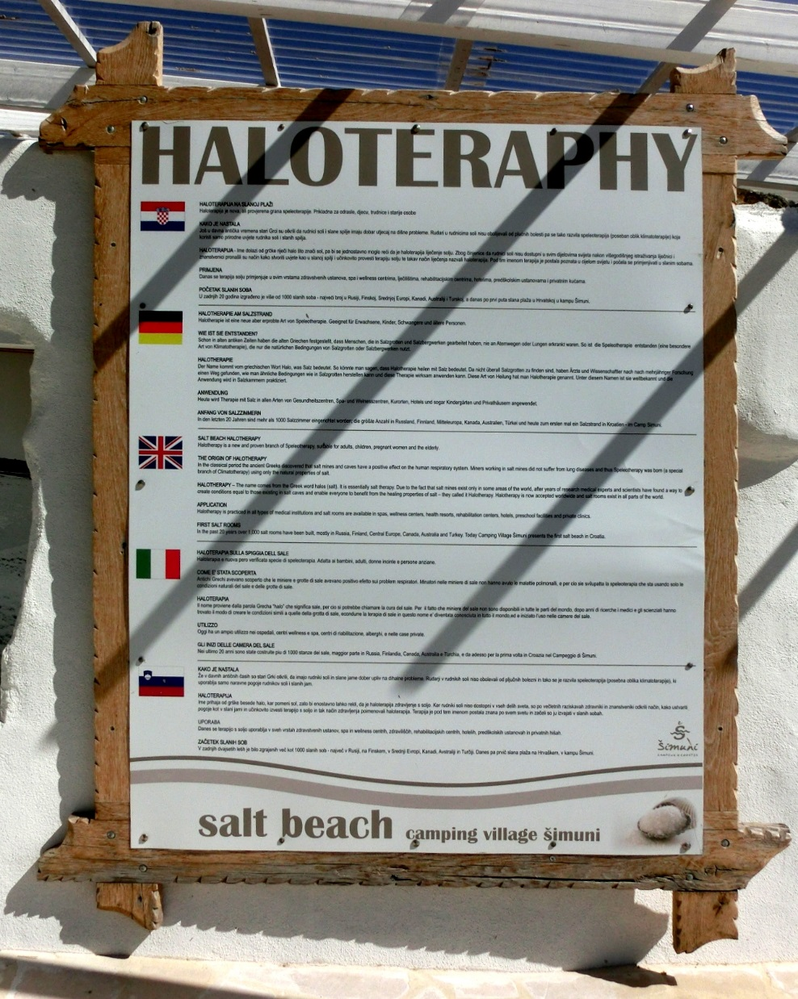 HALOTERAPHY
HALOTERAPIJA NA SLANOJ PLAŽI
Haloterapija je nova, ali provjerena grana speleoterapije. Prikladna za odrasle, djecu, trudnice i starije osobe.
KAKO JE NASTALA
Još u davna antička vremena stari Grci su otkrili da rudnici soli i slane spilje imaju dobar utjecaj na dišne probleme. Rudari u rudnicima soli nisu obolijevali od plućnih bolesti pa se tako razvila speleoterapija (poseban oblik klimatoterapije) koja
koristi samo prirodne uvjete rudnika soli i slanih spilja.
HALOTERAPIJA - Ime dolazi od grčke riječi halo što znači sol, pa bi se jednostavno moglo reći da je haloterapija liječenje solju. Zbog činjenice da rudnici soli nisu dostupni u svim dijelovima svijeta nakon višegodišnjeg istraživanja liječnici i
znanstvenici pronašli su način kako stvoriti uvjete kao u slanoj spilji i učinkovito provesti terapiju solju te takav način liječenja nazvali haloterapija. Pod tim imenom terapija je postala poznata u cijelom svijetu i počela se primjenjivati u slanim sobama.
PRIMJENA
Danas se terapija solju primjenjuje u svim vrstama zdravstvenih ustanova, spa i wellness centrima, lječilištima, rehabilitacijskim centrima, hotelima, predškolskim ustanovama i privatnim kućama.
POČETAK SLANIH SOBA
U zadnjih 20 godina izgrađeno je više od 1000 slanih soba - najveći broj u Rusiji, Finskoj, Srednjoj Europi, Kanadi, Australiji i Turskoj, a danas po prvi puta slana plaža u Hrvatskoj u kampu Šimuni.
HALOTHERAPIE AM SALZSTRAND
Halotherapie ist eine neue aber erprobte Art von Speleotherapie. Geeignet für Erwachsene, Kinder, Schwangere und ältere Personen.
WIE IST SIE ENTSTANDEN?
Schon in alten antiken Zeiten haben die alten Griechen festgestellt, dass Menschen, die in Salzgrotten und Salzbergwerken gearbeitet haben, nie an Atemwegen oder Lungen erkrankt waren. So ist die Speleotherapie entstanden (eine besondere
Art von Klimatotherapie), die nur die natürlichen Bedingungen von Salzgrotten oder Salzbergwerken nutzt.
HALOTHERAPIE
Der Name kommt vom griechischen Wort Halo, was Salz bedeutet. So könnte man sagen, dass Halotherapie heilen mit Salz bedeutet. Da nicht überall Salzgrotten zu finden sind, haben Ärzte und Wissenschaftler nach nach mehrjähriger Forschung
einen Weg gefunden, wie man ähnliche Bedingungen wie in Salzgrotten herstellen kann und diese Therapie wirksam anwenden kann. Diese Art von Heilung hat man Halotherapie genannt. Unter diesem Namen ist sie weltbekannt und die
Anwendung wird in Salzkammern praktiziert.
ANWENDUNG
Heute wird Therapie mit Salz in allen Arten von Gesundheitszentren, Spa- und Wellnesszentren, Kurorten, Hotels und sogar Kindergärten und Privathäusern angewendet.
ANFANG VON SALZZIMMERN
In den letzten 20 Jahren sind mehr als 1000 Salzzimmer eingerichtet worden; die größte Anzahl in Russland, Finnland, Mitteleuropa, Kanada, Australien, Türkei und heute zum ersten mal ein Salzstrand in Kroatien - im Camp Šimuni.
SALT BEACH HALOTHERAPY
Halotherapy is a new and proven branch of Speleotherapy, suitable for adults, children, pregnant women and the elderly.
THE ORIGIN OF HALOTHERAPY
In the classical period the ancient Greeks discovered that salt mines and caves have a positive effect on the human respiratory system. Miners working in salt mines did not suffer from lung diseases and thus Speleotherapy was born (a special
branch of Climatotherapy) using only the natural properties of salt.
HALOTHERAPY – The name comes from the Greek word halos (salt). It is essentially salt therapy. Due to the fact that salt mines exist only in some areas of the world, after years of research medical experts and scientists have found a way to
create conditions equal to those existing in salt caves and enable everyone to benefit from the healing properties of salt – they called it Halotherapy. Halotherapy is now accepted worldwide and salt rooms exist in all parts of the world.
APPLICATION
Halotherapy is practiced in all types of medical institutions and salt rooms are available in spas, wellness centers, health resorts, rehabilitation centers, hotels, preschool facilities and private clinics.
FIRST SALT ROOMS
In the past 20 years over 1,000 salt rooms have been built, mostly in Russia, Finland, Central Europe, Canada, Australia and Turkey. Today Camping Village Šimuni presents the first salt beach in Croatia.
HALOTERAPIA SULLA SPIGGIA DELL SALE
Haloterapia e nuova pero verificata specie di speleoterapia. Adatta ai bambini, adulti, donne incinte e persone anziane.
COME E' STATA SCOPERTA
Antichi Grechi avevano scoperto che le miniere e grotte di sale avevano positivo efetto sui problem respiratori. Minatori nelle miniere di sale non hanno avuto le malattie polmonali, e per cio sie svilupatta la speleoterapia che sta usando solo le
condizioni naturali del sale e delle grotte di sale.
HALOTERAPIA
Il nome proviene dalla parola Grecha "halo" che significa sale, per cio si potrebbe chiamare la cura del sale. Per il fatto che miniere del sale non sono disponibili in tutte le parti del mondo, dopo anni di ricerche i medici e gli scienziati hanno
trovato il modo di creare le condizioni simili a quelle della grotta di sale, econdurre la terapia di sale in questo nome e' diventata conosciuta in tutto il mondo,ed e iniziato l'uso nelle camere del sale.
UTILIZZO
Oggi ha un ampio utilizzo nei ospedali, centri wellness e spa, centri di riabilitazione, alberghi, e nelle case private.
GLI INIZI DELLE CAMERA DEL SALE
Nei ultimo 20 anni sono state costruite piu di 1000 stanze del sale, maggior parte in Russia, Finlandia, Canada, Australia e Turchia, e da adesso per la prima volta in Croazia nel Campeggio di Šimuni.
KAKO JE NASTALA
Že v davnih antičnih časih so stari Grki otkrili, da imajo rudniki soli in slane jame dober upliv na dihalne probleme. Rudarji v rudnikih soli niso obolevali od pljučnih bolezni in tako se je razvila speleoterapija (posebna oblika klimatoterapije), ki
uporablja samo naravne pogoje rudnikov soli in slanih jam.
HALOTERAPIJA
Ime prihaja od grške besede halo, kar pomeni sol, zato bi enostavno lahko rekli, da je haloterapija zdravljenje s soljo. Ker rudniki soli niso dostopni v vseh delih sveta, so po večletnih raziskavah zdravniki in znanstveniki odkrili način, kako ustvariti
pogoje kot v slani jami in učinkovito izvesti terapijo s soljo in tak način zdravljenja poimenovali haloterapija. Terapija je pod tem imenom postala znana po svem svetu in začeli so ju izvajati v slanih sobah.
UPORABA
Danes se terapijo s soljo uporablja v sveh vrstah zdravstvenih ustanov, spa in wellness centrih, zdraviliščih, rehabilitacijskih centrih, hotelih, predškolskih ustanovah in privatnih hišah.
ZAČETEK SLANIH SOB
V zadnjih dvajsetih letih je bilo zgrajenih več kot 1000 slanih sob - največ v Rusiji, na Finskem, v Srednji Evropi, Kanadi, Avstraliji in Turčiji. Danes pa prvič slana plaža na Hrvaškem, v kampu Šimuni.
Šimuni
salt beach camping village šimuni